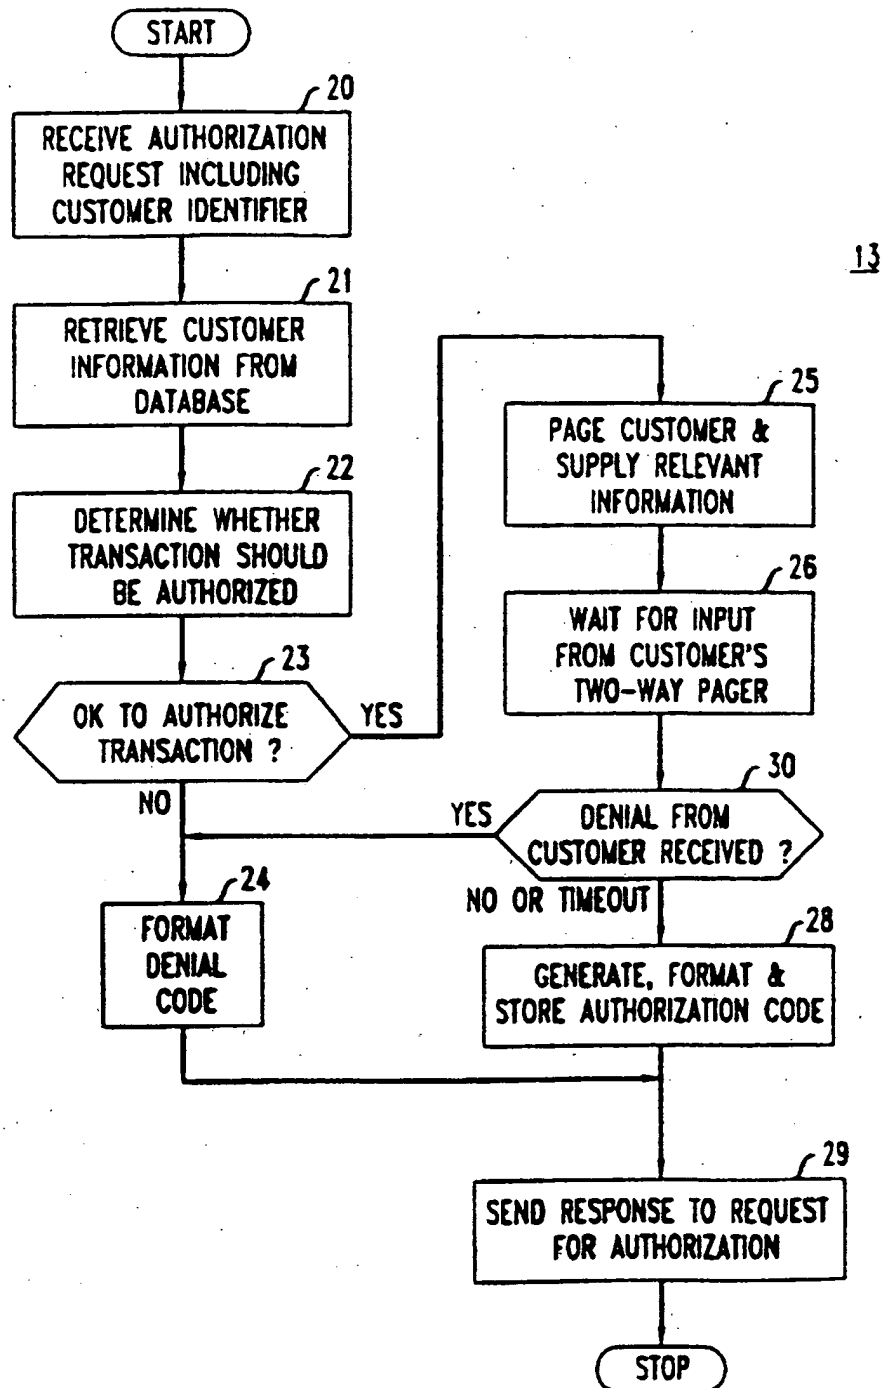 START
20
RECEIVE AUTHORIZATION
REQUEST INCLUDING
CUSTOMER IDENTIFIER
13
21
RETRIEVE CUSTOMER
INFORMATION FROM
DATABASE
22
DETERMINE WHETHER
TRANSACTION SHOULD
BE AUTHORIZED
23
OK TO AUTHORIZE
TRANSACTION ?
YES
NO
25
PAGE CUSTOMER &
SUPPLY RELEVANT
INFORMATION
26
WAIT FOR INPUT
FROM CUSTOMER'S
TWO-WAY PAGER
30
DENIAL FROM
CUSTOMER RECEIVED ?
YES
NO OR TIMEOUT
24
FORMAT
DENIAL
CODE
28
GENERATE, FORMAT &
STORE AUTHORIZATION CODE
29
SEND RESPONSE TO REQUEST
FOR AUTHORIZATION
STOP